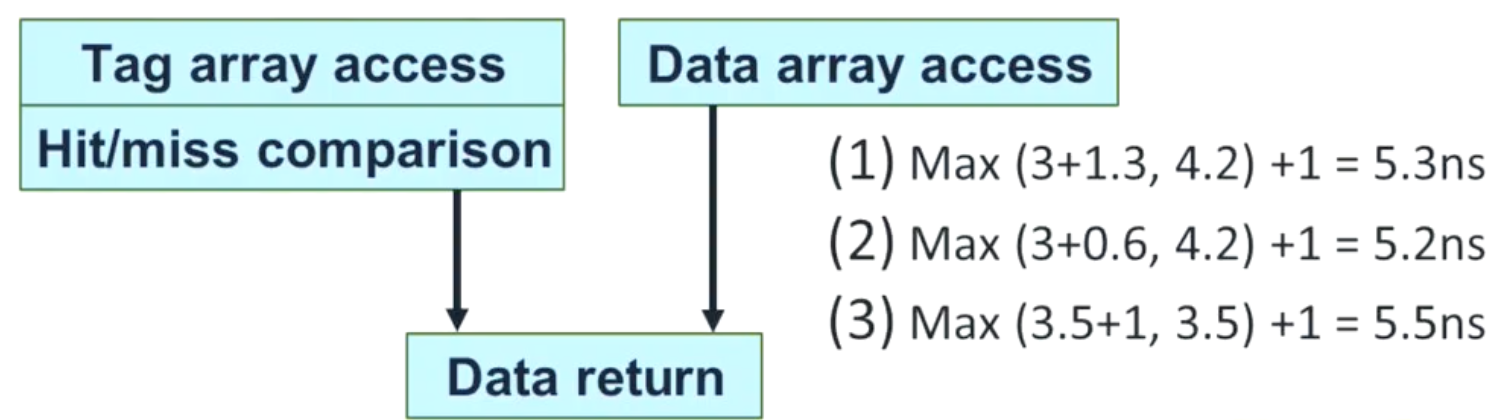 Tag array access
Hit/miss comparison
Data array access
(1) Max (3+1.3, 4.2) +1 = 5.3ns
(2) Max (3+0.6, 4.2) +1 = 5.2ns
(3) Max (3.5+1, 3.5) +1 = 5.5ns
Data return